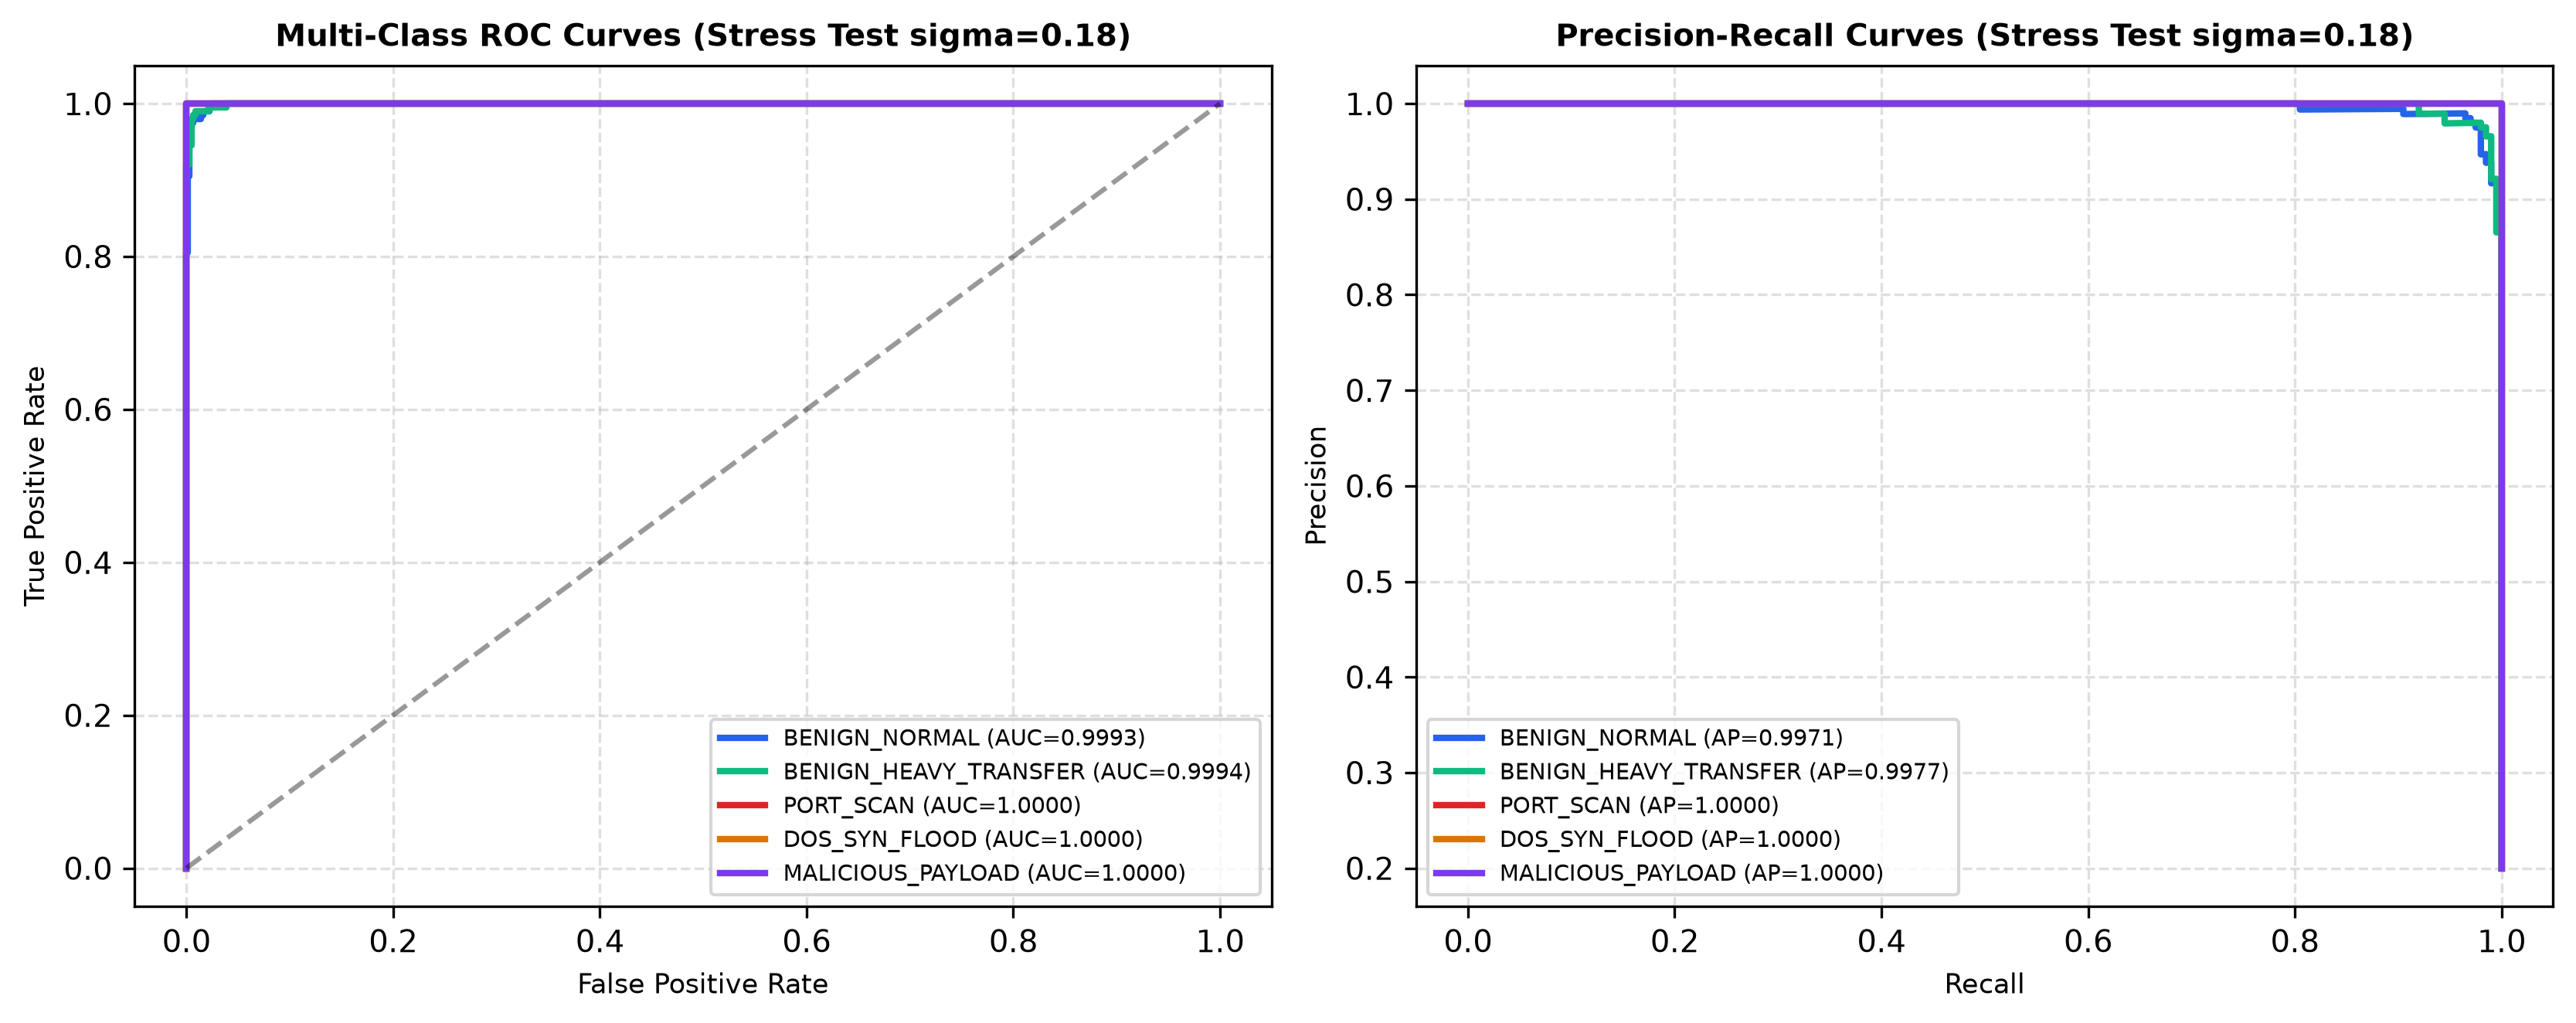 Multi-Class ROC Curves (Stress Test sigma=0.18)
1.0
0.8
0.6
0.4
0.2
0.0
True Positive Rate
BENIGN_NORMAL (AUC=0.9993)
BENIGN_HEAVY_TRANSFER (AUC=0.9994)
PORT_SCAN (AUC=1.0000)
DOS_SYN_FLOOD (AUC=1.0000)
MALICIOUS_PAYLOAD (AUC=1.0000)
0.0 0.2 0.4 0.6 0.8 1.0
False Positive Rate
Precision-Recall Curves (Stress Test sigma=0.18)
1.0
0.9
0.8
0.7
0.6
0.5
0.4
0.3
0.2
Precision
BENIGN_NORMAL (AP=0.9971)
BENIGN_HEAVY_TRANSFER (AP=0.9977)
PORT_SCAN (AP=1.0000)
DOS_SYN_FLOOD (AP=1.0000)
MALICIOUS_PAYLOAD (AP=1.0000)
0.0 0.2 0.4 0.6 0.8 1.0
Recall